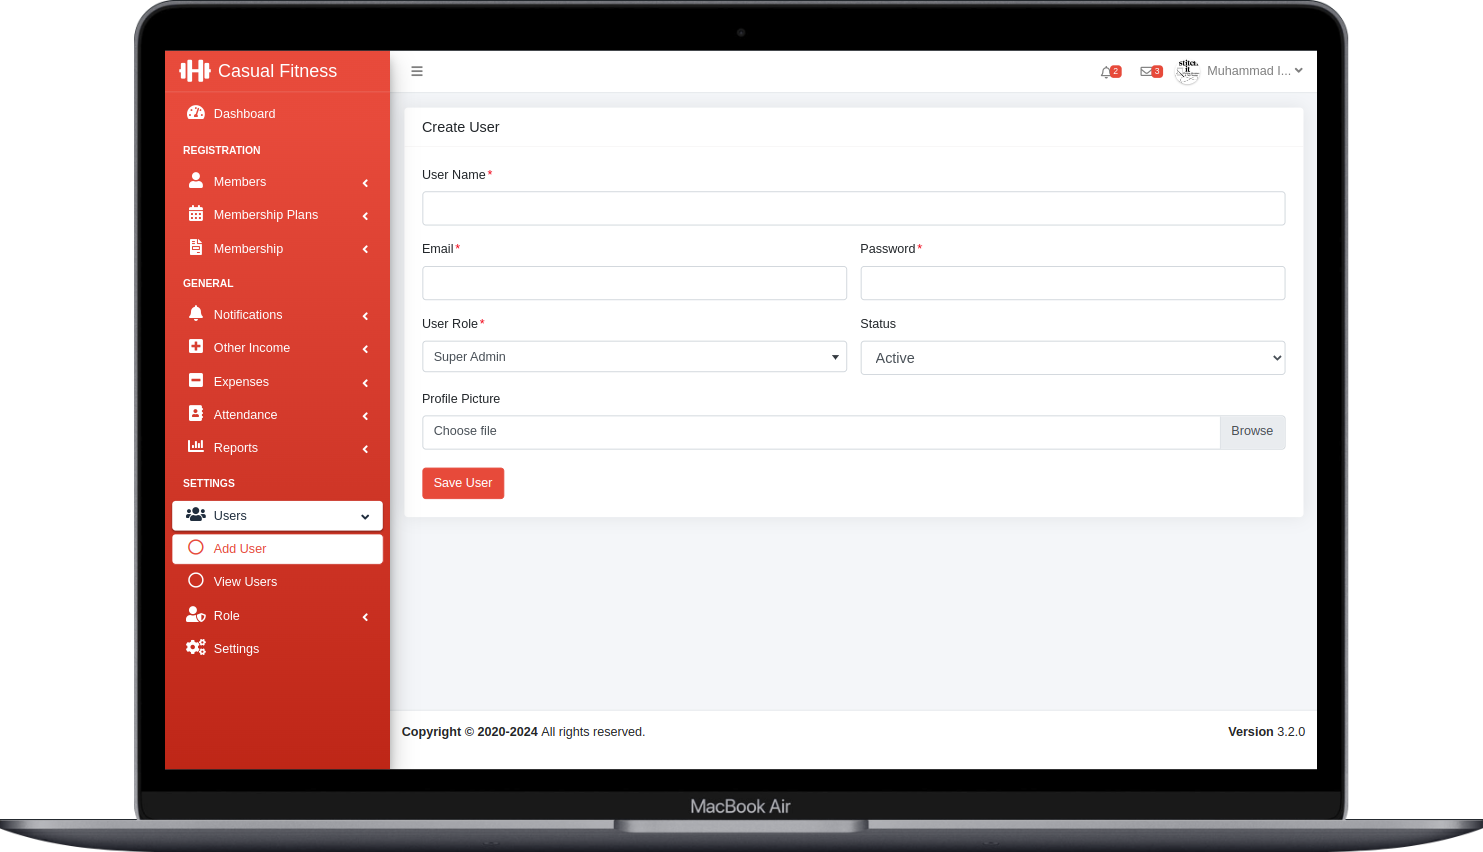 Casual Fitness
2
3
stitch
it
Muhammad I...
Dashboard
REGISTRATION
Members
Membership Plans
Membership
GENERAL
Notifications
Other Income
Expenses
Attendance
Reports
SETTINGS
Users
Add User
View Users
Role
Settings
Create User
User Name*
Email*
Password*
User Role*
Super Admin
Status
Active
Profile Picture
Choose file
Browse
Save User
Copyright © 2020-2024 All rights reserved.
Version 3.2.0
MacBook Air